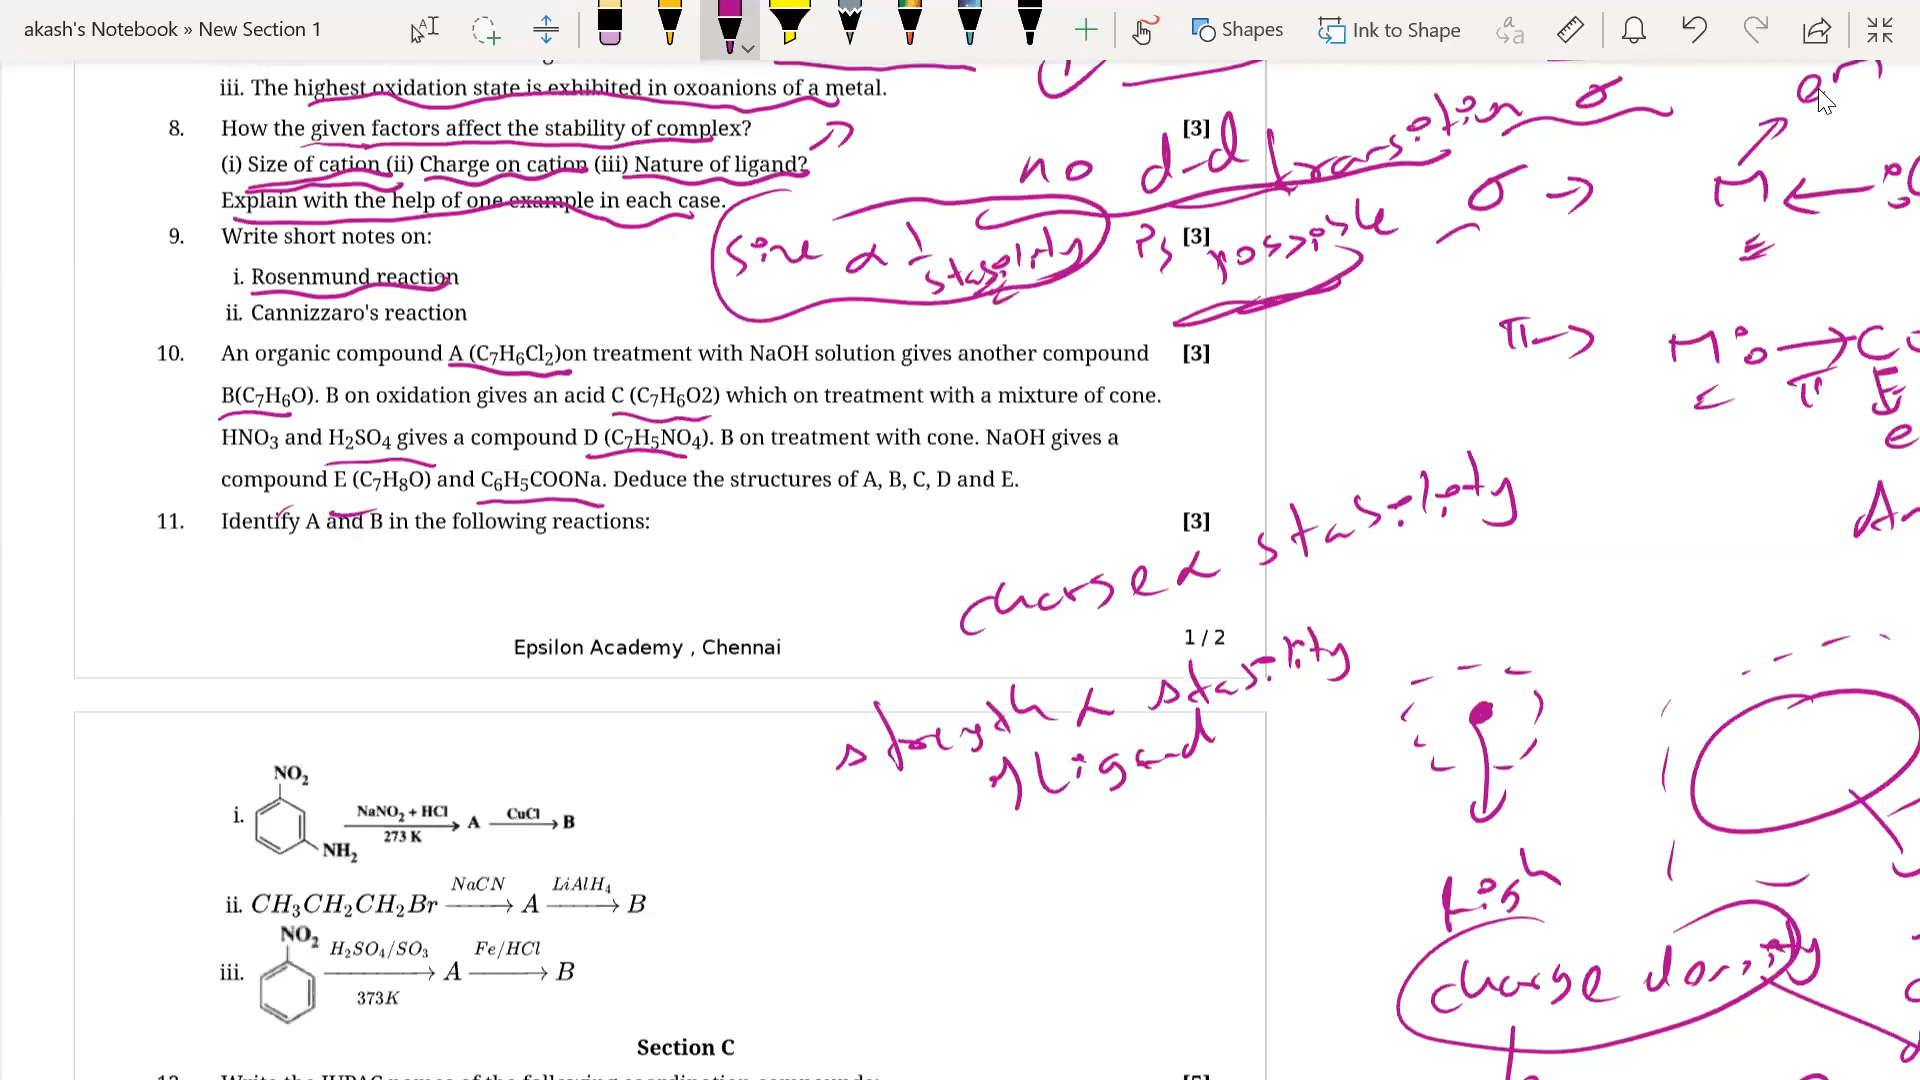 akash's Notebook » New Section 1
Shapes
Ink to Shape
iii. The highest oxidation state is exhibited in oxoanions of a metal.
8. How the given factors affect the stability of complex? [3]
(i) Size of cation (ii) Charge on cation (iii) Nature of ligand?
Explain with the help of one example in each case.
9. Write short notes on: [3]
i. Rosenmund reaction
ii. Cannizzaro's reaction
10. An organic compound A (C7H6Cl2)on treatment with NaOH solution gives another compound [3]
B(C7H6O). B on oxidation gives an acid C (C7H6O2) which on treatment with a mixture of conc.
HNO3 and H2SO4 gives a compound D (C7H5NO4). B on treatment with conc. NaOH gives a
compound E (C7H8O) and C6H5COONa. Deduce the structures of A, B, C, D and E.
11. Identify A and B in the following reactions: [3]
Epsilon Academy , Chennai
1 / 2
NO2
i. NaNO2 + HCl 273 K → A CuCl → B
NH2
ii. CH3CH2CH2Br NaCN → A LiAlH4 → B
NO2
iii. H2SO4/SO3 373K → A Fe/HCl → B
Section C
no d-d transition σ
is possible
size α 1/stability
σ →
M ←
π →
charge α stability
strength α stability
of ligand
high
charge density